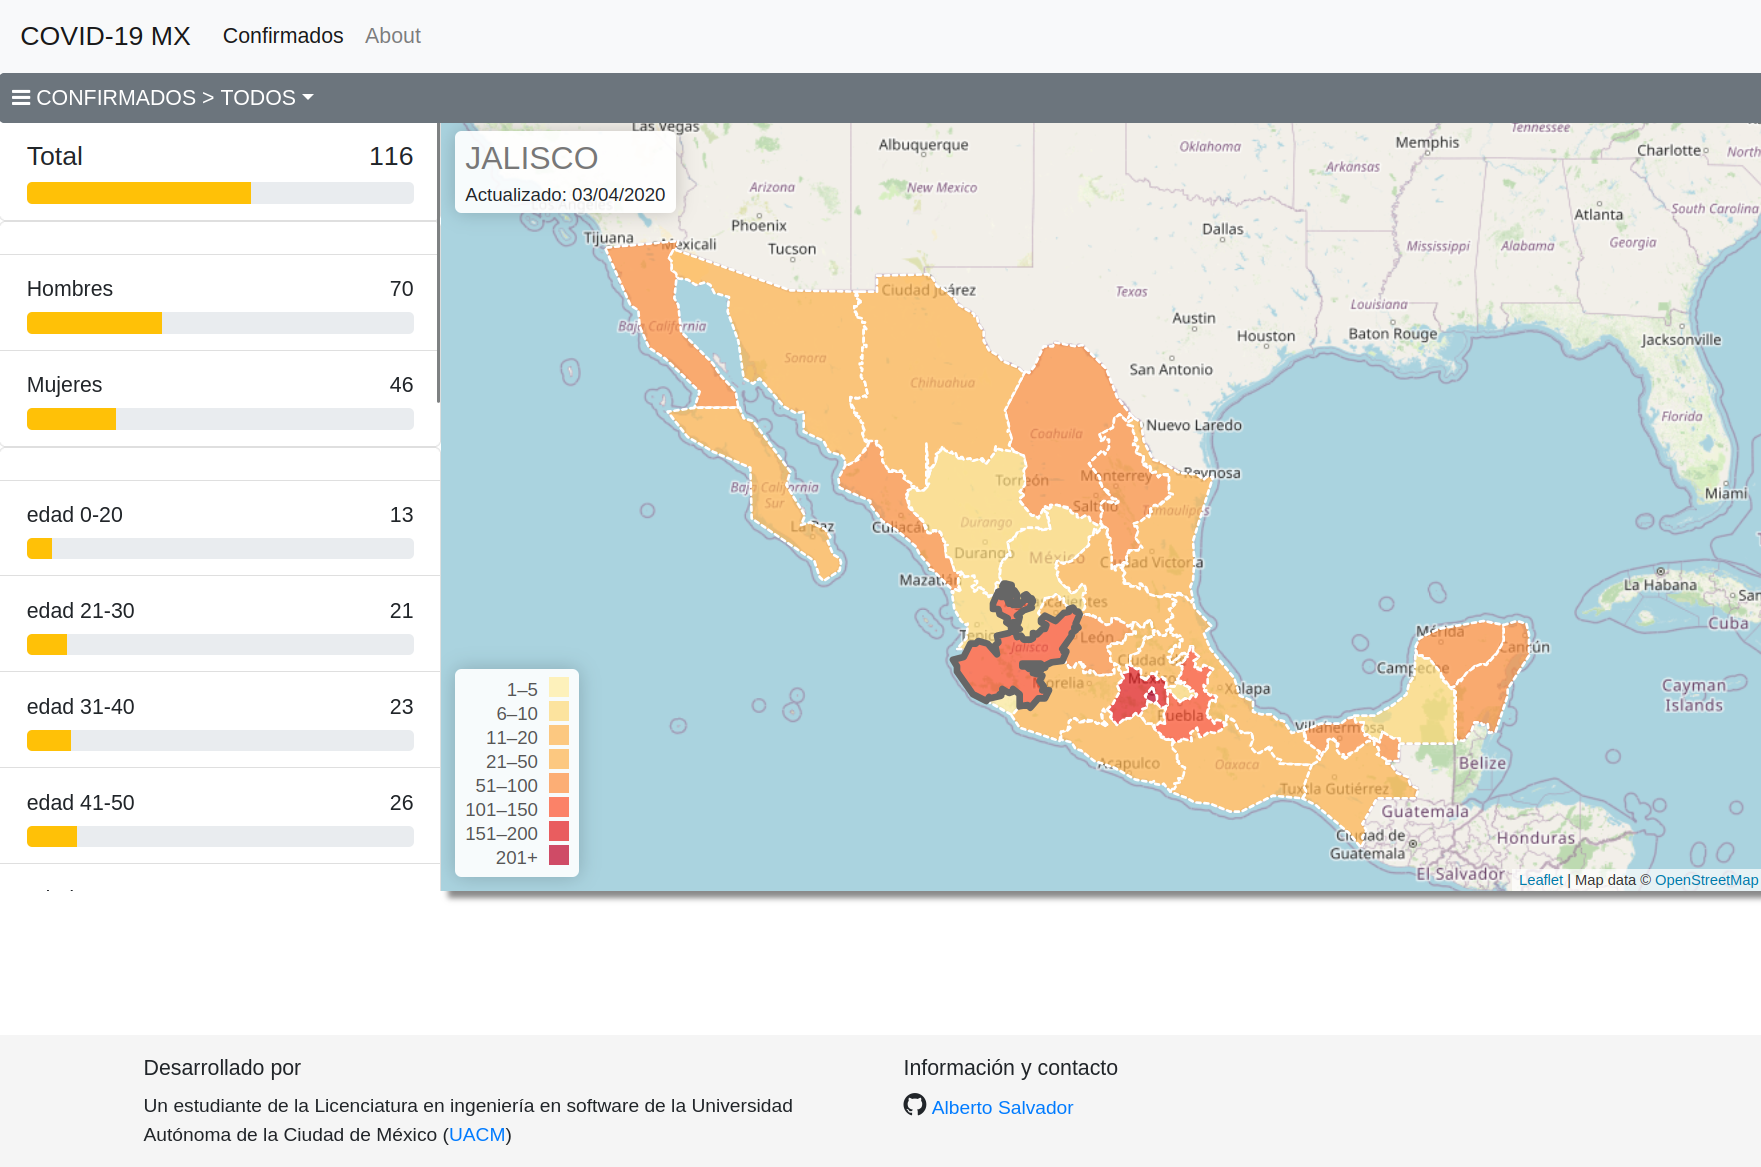 COVID-19 MX
Confirmados
About
CONFIRMADOS > TODOS
Total 116
Hombres 70
Mujeres 46
edad 0-20 13
edad 21-30 21
edad 31-40 23
edad 41-50 26
JALISCO
Actualizado: 03/04/2020
Las Vegas
Albuquerque
Oklahoma
Memphis
Tennessee
Charlotte
North
Arizona
New Mexico
Arkansas
Los Angeles
Phoenix
Atlanta
South Carolina
Tijuana
Mexicali
Tucson
Dallas
Mississippi
Alabama
Georgia
Ciudad Juárez
Texas
Louisiana
Austin
Houston
Baton Rouge
Jacksonville
Baja California
Sonora
Chihuahua
San Antonio
Coahuila
Nuevo Laredo
Florida
Torreón
Monterrey
Reynosa
Baja California
Sur
Saltillo
Tamaulipas
Miami
La Paz
Culiacán
Durango
Durango
México
Ciudad Victoria
Mazatlán
La Habana
Cuba
Tepic
León
Jalisco
Mérida
Cancún
Ciudad
México
Campeche
Morelia
Xalapa
Cayman
Islands
Puebla
Villahermosa
Acapulco
Oaxaca
Belize
Tuxtla Gutiérrez
Guatemala
Ciudad de
Guatemala
Honduras
El Salvador
1–5
6–10
11–20
21–50
51–100
101–150
151–200
201+
Leaflet | Map data © OpenStreetMap
Desarrollado por
Un estudiante de la Licenciatura en ingeniería en software de la Universidad
Autónoma de la Ciudad de México (UACM)
Información y contacto
Alberto Salvador